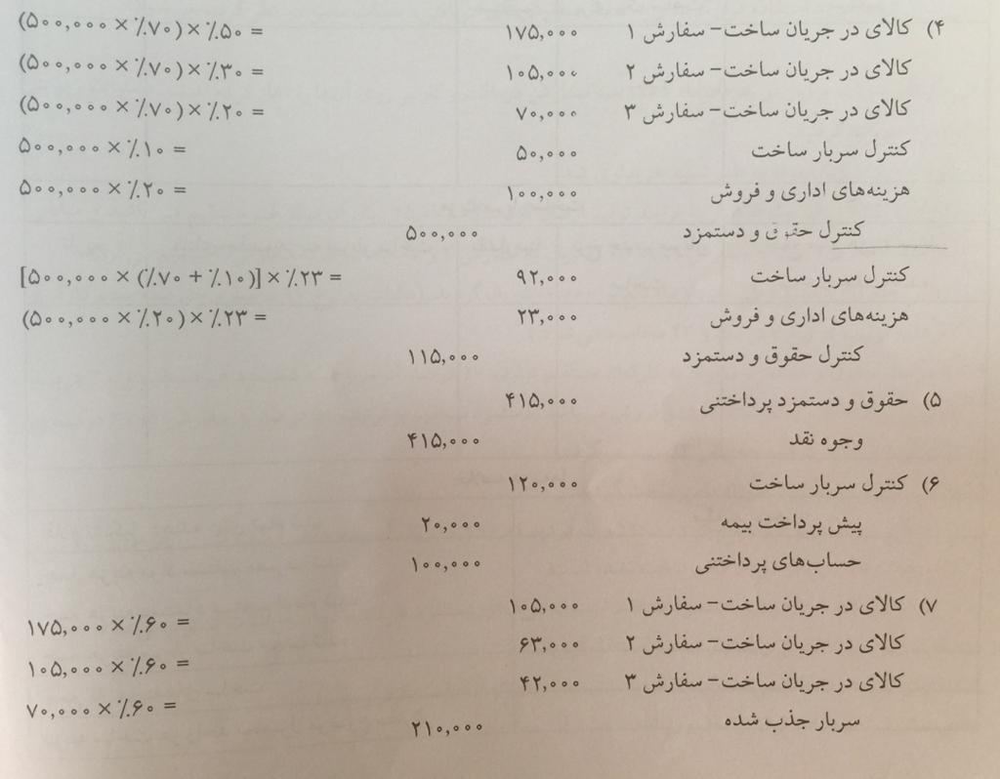 ۴) کالای در جریان ساخت- سفارش ۱ ۱۷۵,۰۰۰ (۵۰۰,۰۰۰ × ٪۷۰) × ٪۵۰ =
کالای در جریان ساخت- سفارش ۲ ۱۰۵,۰۰۰ (۵۰۰,۰۰۰ × ٪۷۰) × ٪۳۰ =
کالای در جریان ساخت- سفارش ۳ ۷۰,۰۰۰ (۵۰۰,۰۰۰ × ٪۷۰) × ٪۲۰ =
کنترل سربار ساخت ۵۰,۰۰۰ ۵۰۰,۰۰۰ × ٪۱۰ =
هزینه‌های اداری و فروش ۱۰۰,۰۰۰ ۵۰۰,۰۰۰ × ٪۲۰ =
کنترل حقوق و دستمزد ۵۰۰,۰۰۰
کنترل سربار ساخت ۹۲,۰۰۰ [۵۰۰,۰۰۰ × (٪۷۰ + ٪۱۰)] × ٪۲۳ =
هزینه‌های اداری و فروش ۲۳,۰۰۰ (۵۰۰,۰۰۰ × ٪۲۰) × ٪۲۳ =
کنترل حقوق و دستمزد ۱۱۵,۰۰۰
۵) حقوق و دستمزد پرداختنی ۴۱۵,۰۰۰
وجوه نقد ۴۱۵,۰۰۰
۶) کنترل سربار ساخت ۱۲۰,۰۰۰
پیش پرداخت بیمه ۲۰,۰۰۰
حساب‌های پرداختنی ۱۰۰,۰۰۰
۷) کالای در جریان ساخت- سفارش ۱ ۱۰۵,۰۰۰ ۱۷۵,۰۰۰ × ٪۶۰ =
کالای در جریان ساخت- سفارش ۲ ۶۳,۰۰۰ ۱۰۵,۰۰۰ × ٪۶۰ =
کالای در جریان ساخت- سفارش ۳ ۴۲,۰۰۰ ۷۰,۰۰۰ × ٪۶۰ =
سربار جذب شده ۲۱۰,۰۰۰